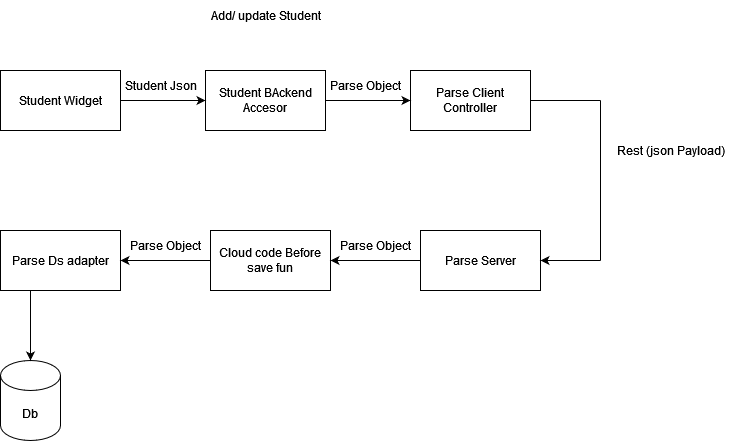 Add/ update Student
Student Json
Parse Object
Student Widget
Student BAckend
Accesor
Parse Client
Controller
Rest (json Payload)
Parse Object
Parse Object
Parse Ds adapter
Cloud code Before
save fun
Parse Server
Db